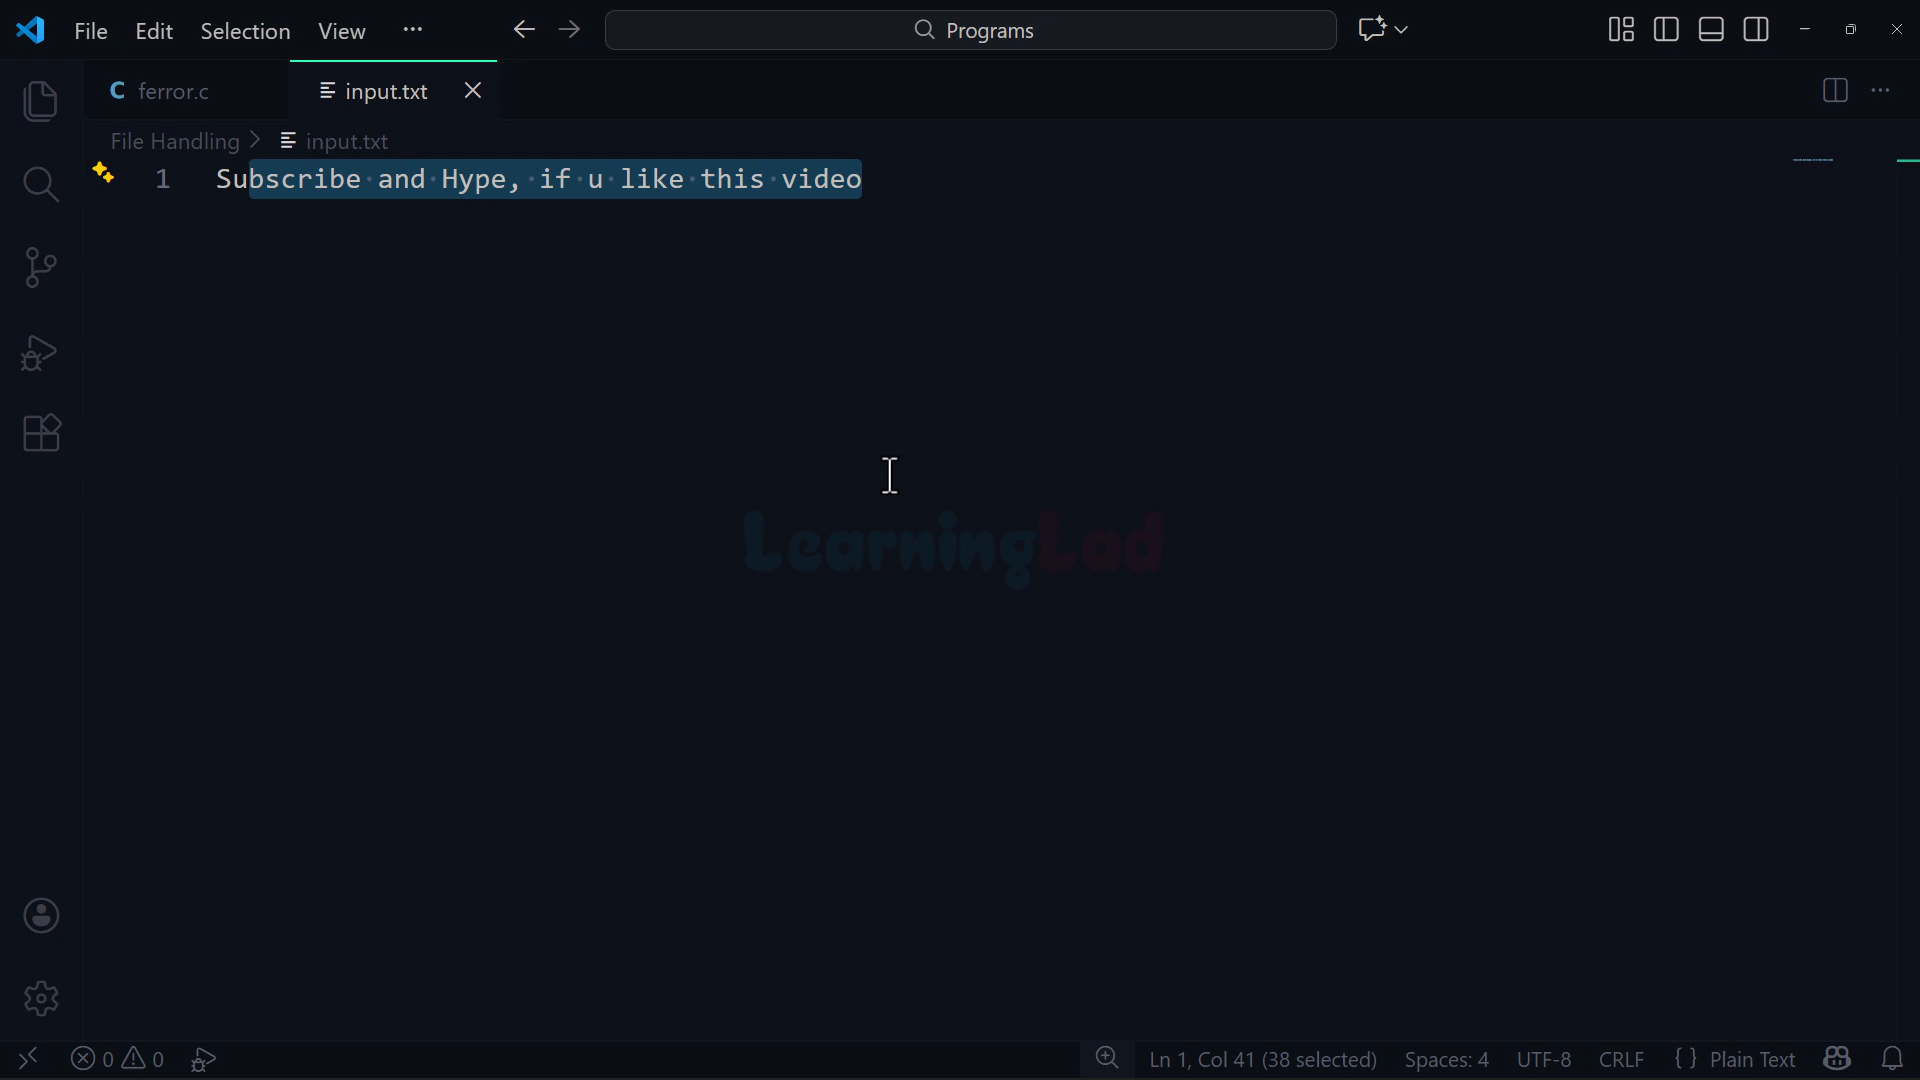 File Edit Selection View ··· Programs
ferror.c input.txt
File Handling > input.txt
1 Subscribe and Hype, if u like this video
LearningLad
0 0 Ln 1, Col 41 (38 selected) Spaces: 4 UTF-8 CRLF { } Plain Text